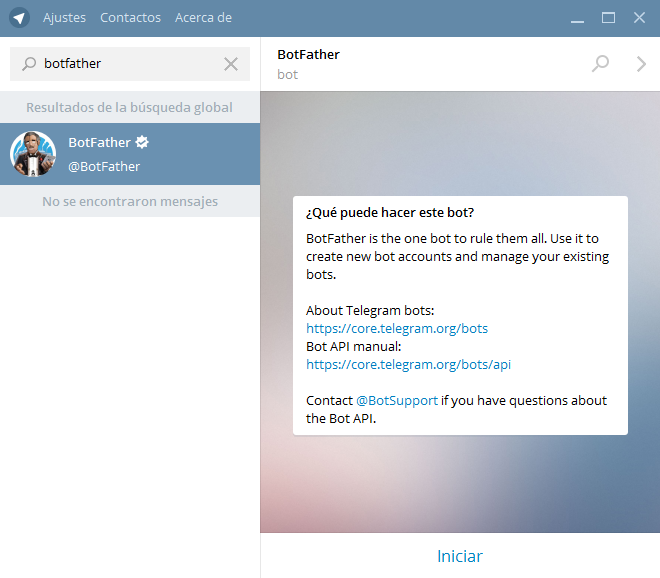 Ajustes Contactos Acerca de
botfather
Resultados de la búsqueda global
BotFather
@BotFather
No se encontraron mensajes
BotFather
bot
¿Qué puede hacer este bot?
BotFather is the one bot to rule them all. Use it to
create new bot accounts and manage your existing
bots.
About Telegram bots:
https://core.telegram.org/bots
Bot API manual:
https://core.telegram.org/bots/api
Contact @BotSupport if you have questions about
the Bot API.
Iniciar